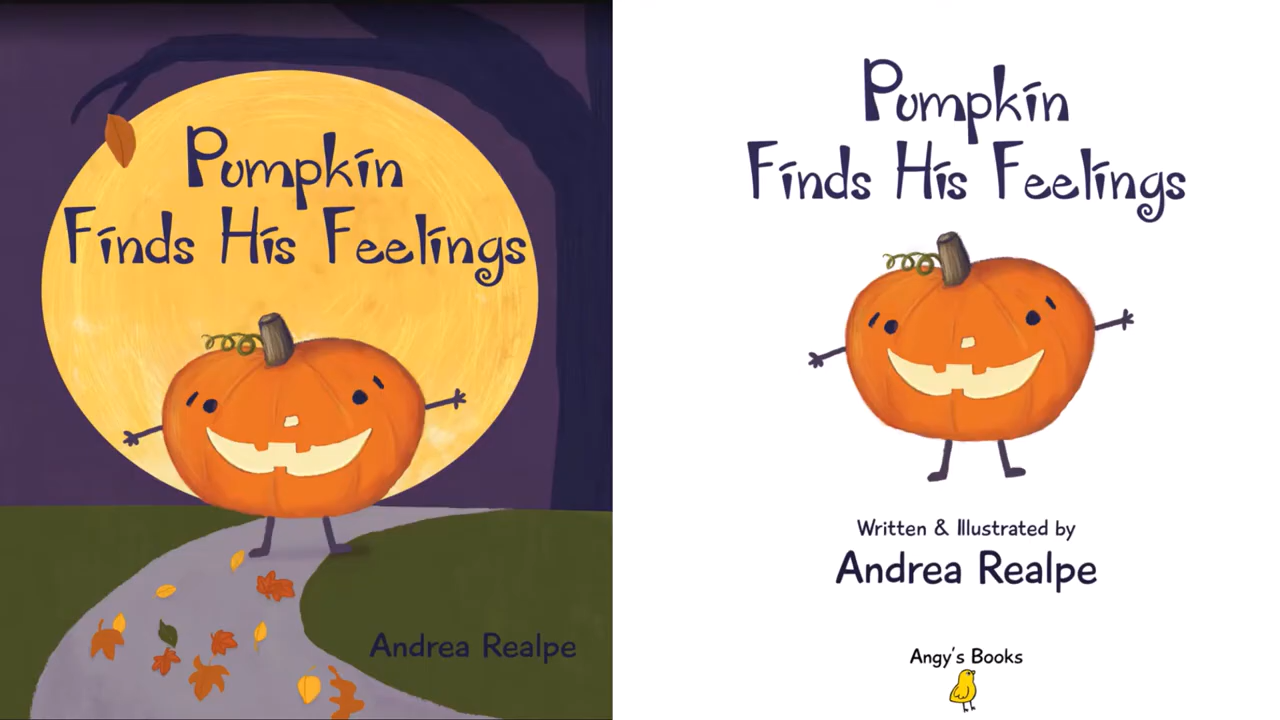 Pumpkin
Finds His Feelings
Andrea Realpe
Pumpkin
Finds His Feelings
Written & Illustrated by
Andrea Realpe
Angy's Books